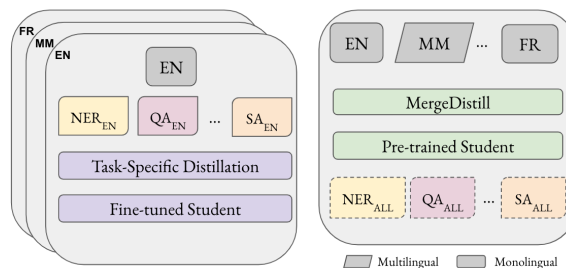 FR
MM
EN
EN
NER_EN QA_EN ... SA_EN
Task-Specific Distillation
Fine-tuned Student
EN MM ... FR
MergeDistill
Pre-trained Student
NER_ALL QA_ALL ... SA_ALL
Multilingual Monolingual